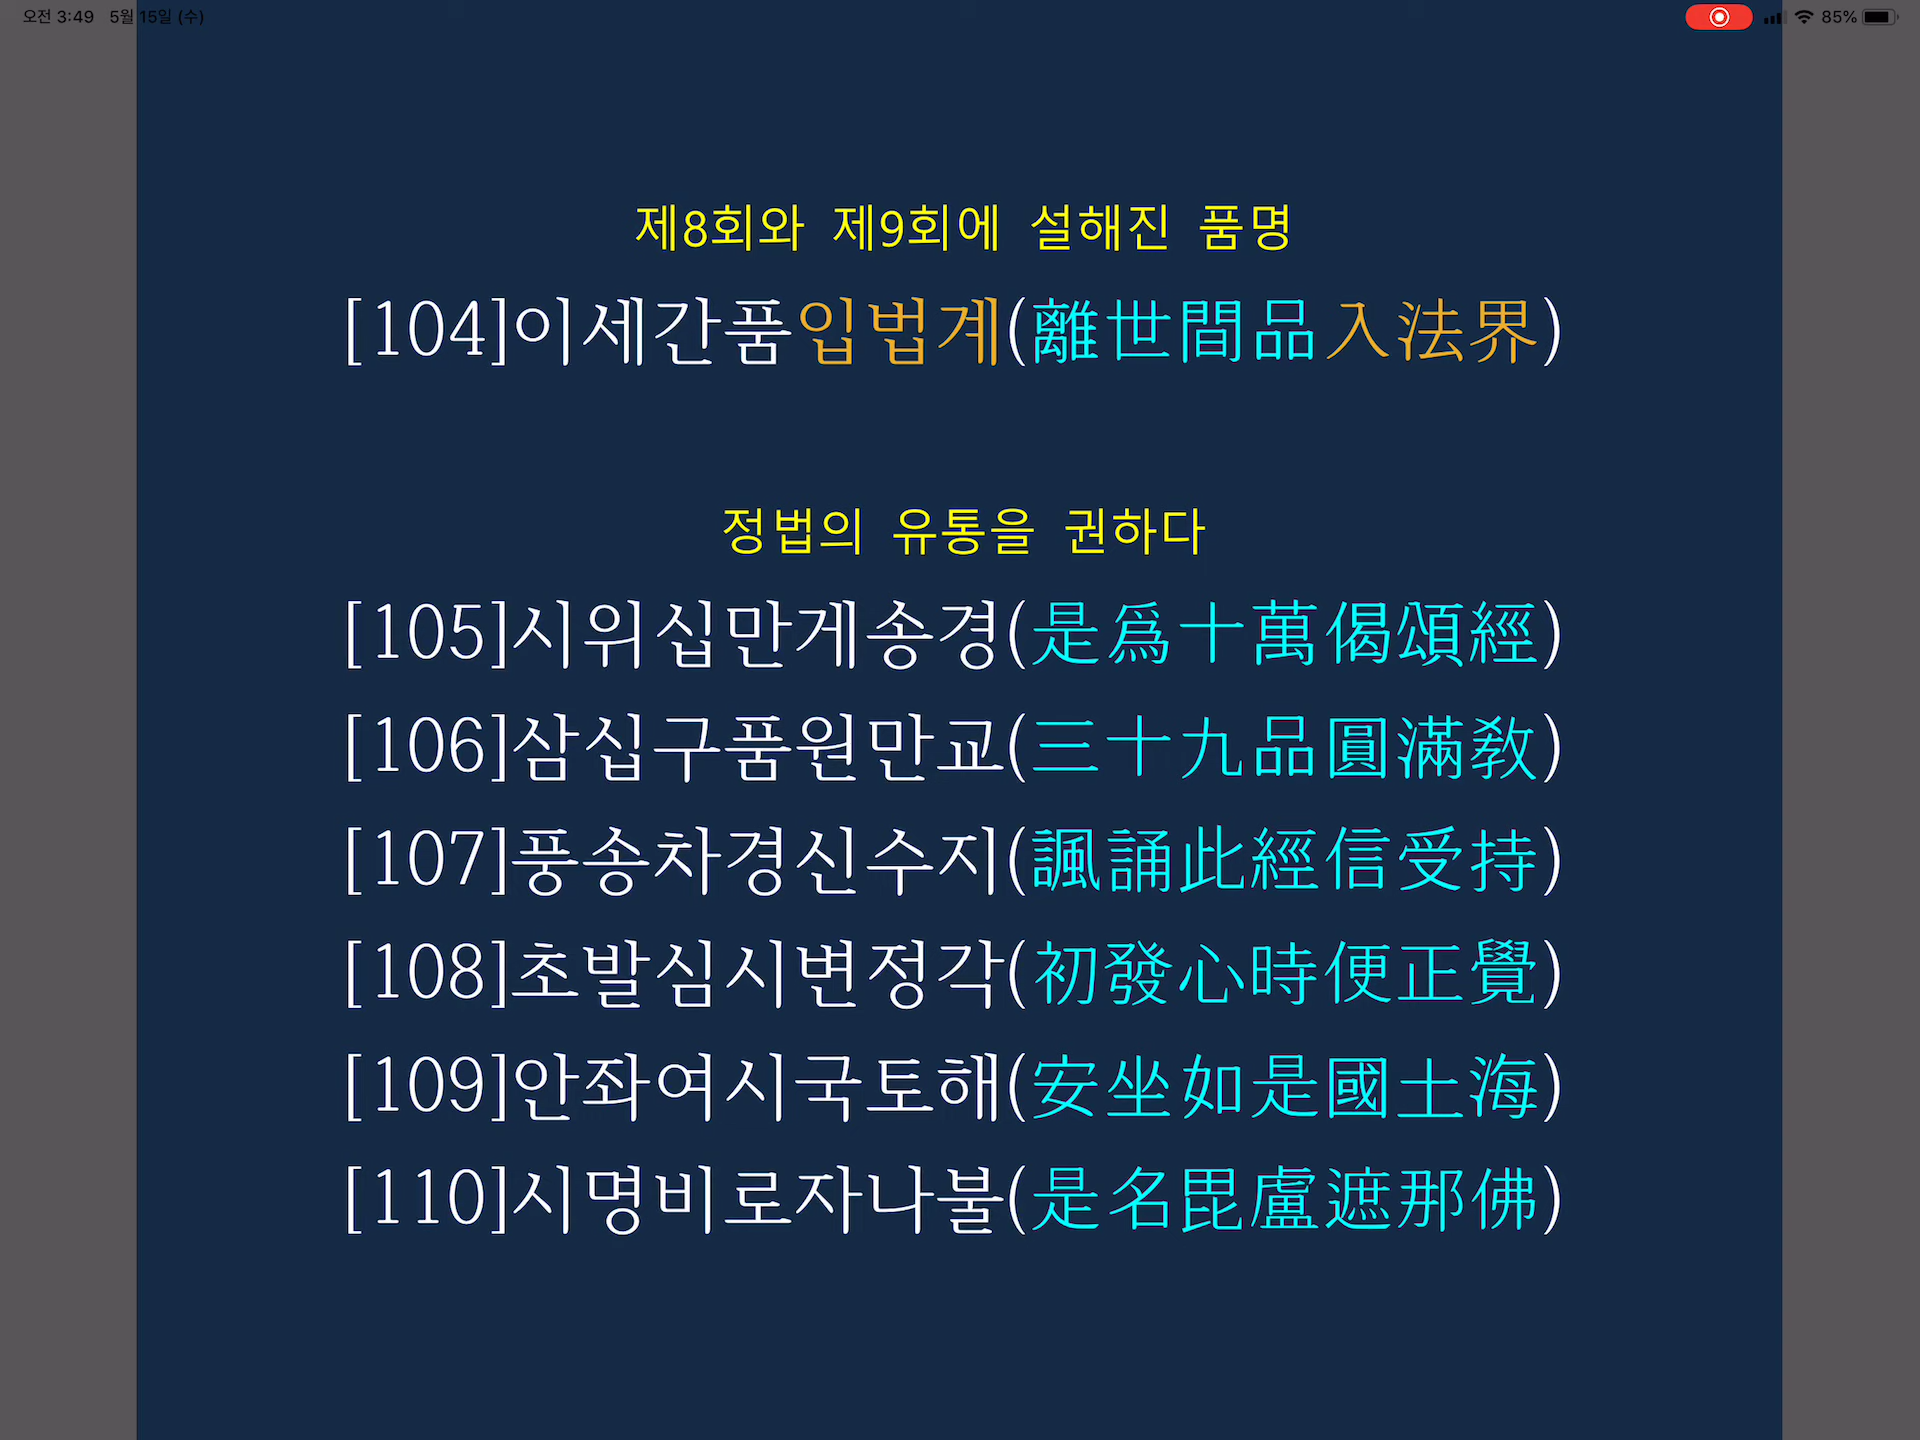 오전 3:49 5월 15일 (수) 85%
제8회와 제9회에 설해진 품명
[104]이세간품입법계(離世間品入法界)
정법의 유통을 권하다
[105]시위십만게송경(是爲十萬偈頌經)
[106]삼십구품원만교(三十九品圓滿敎)
[107]풍송차경신수지(諷誦此經信受持)
[108]초발심시변정각(初發心時便正覺)
[109]안좌여시국토해(安坐如是國土海)
[110]시명비로자나불(是名毘盧遮那佛)